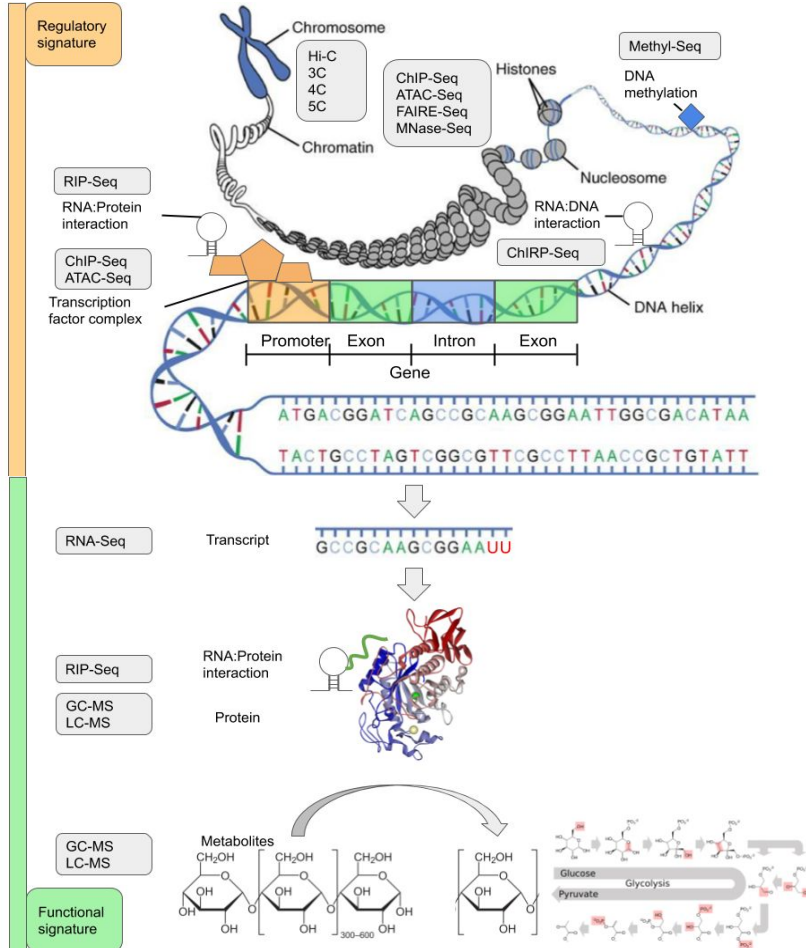 Regulatory
signature
Chromosome
Hi-C
3C
4C
5C
ChIP-Seq
ATAC-Seq
FAIRE-Seq
MNase-Seq
Histones
Methyl-Seq
DNA
methylation
Chromatin
Nucleosome
RIP-Seq
RNA:Protein
interaction
RNA:DNA
interaction
ChIRP-Seq
ChIP-Seq
ATAC-Seq
Transcription
factor complex
DNA helix
Promoter
Exon
Intron
Exon
Gene
ATGACGGATCAGCCGCAAGCGGAATTGGCGACATAA
TACTGCCTAGTCGGCGTTCGCCTTAACCGCTGTATT
RNA-Seq
Transcript
GCCGCAAGCGGAAUU
RIP-Seq
RNA:Protein
interaction
GC-MS
LC-MS
Protein
GC-MS
LC-MS
Metabolites
CH₂OH
CH₂OH
CH₂OH
CH₂OH
O
O
O
O
OH
OH
OH
OH
HO
O
O
OH
O
O
OH
OH
OH
OH
300–600
Glucose
Glycolysis
Pyruvate
Functional
signature